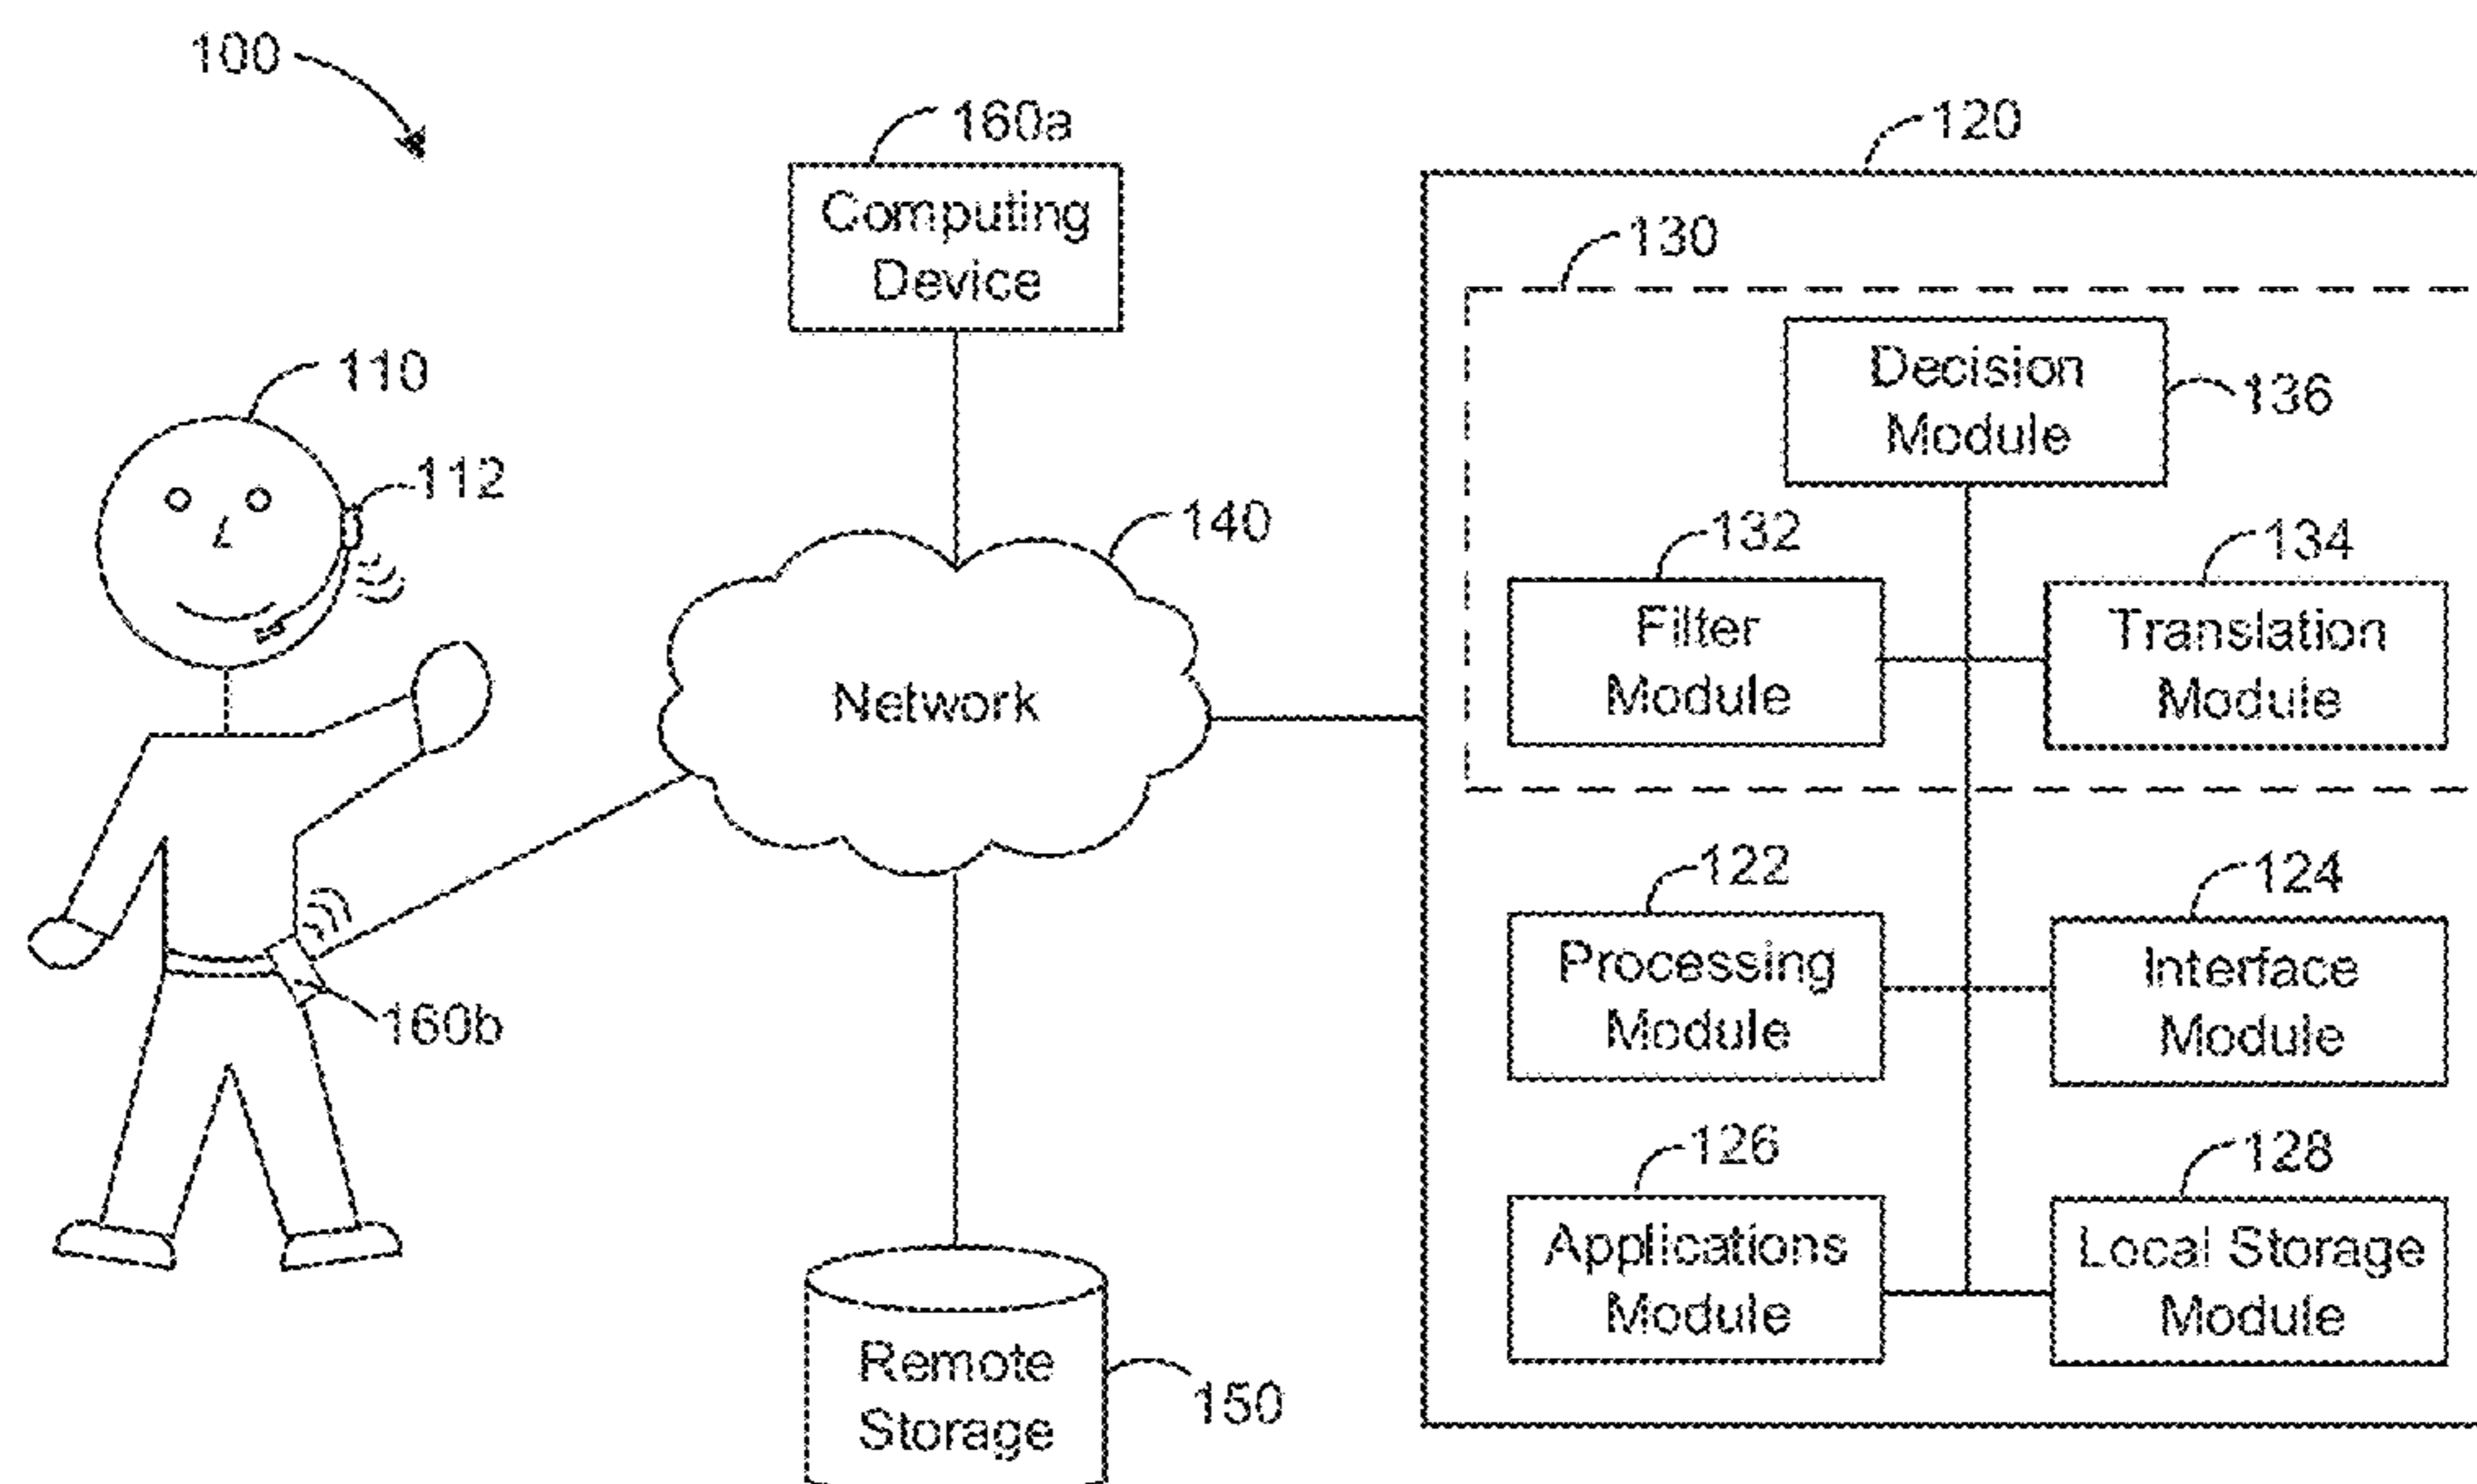 100
160a
Computing
Device
120
130
Decision
Module
136
110
112
140
132
Filter
Module
134
Translation
Module
Network
122
Processing
Module
124
Interface
Module
160b
126
Applications
Module
128
Local Storage
Module
Remote
Storage
150